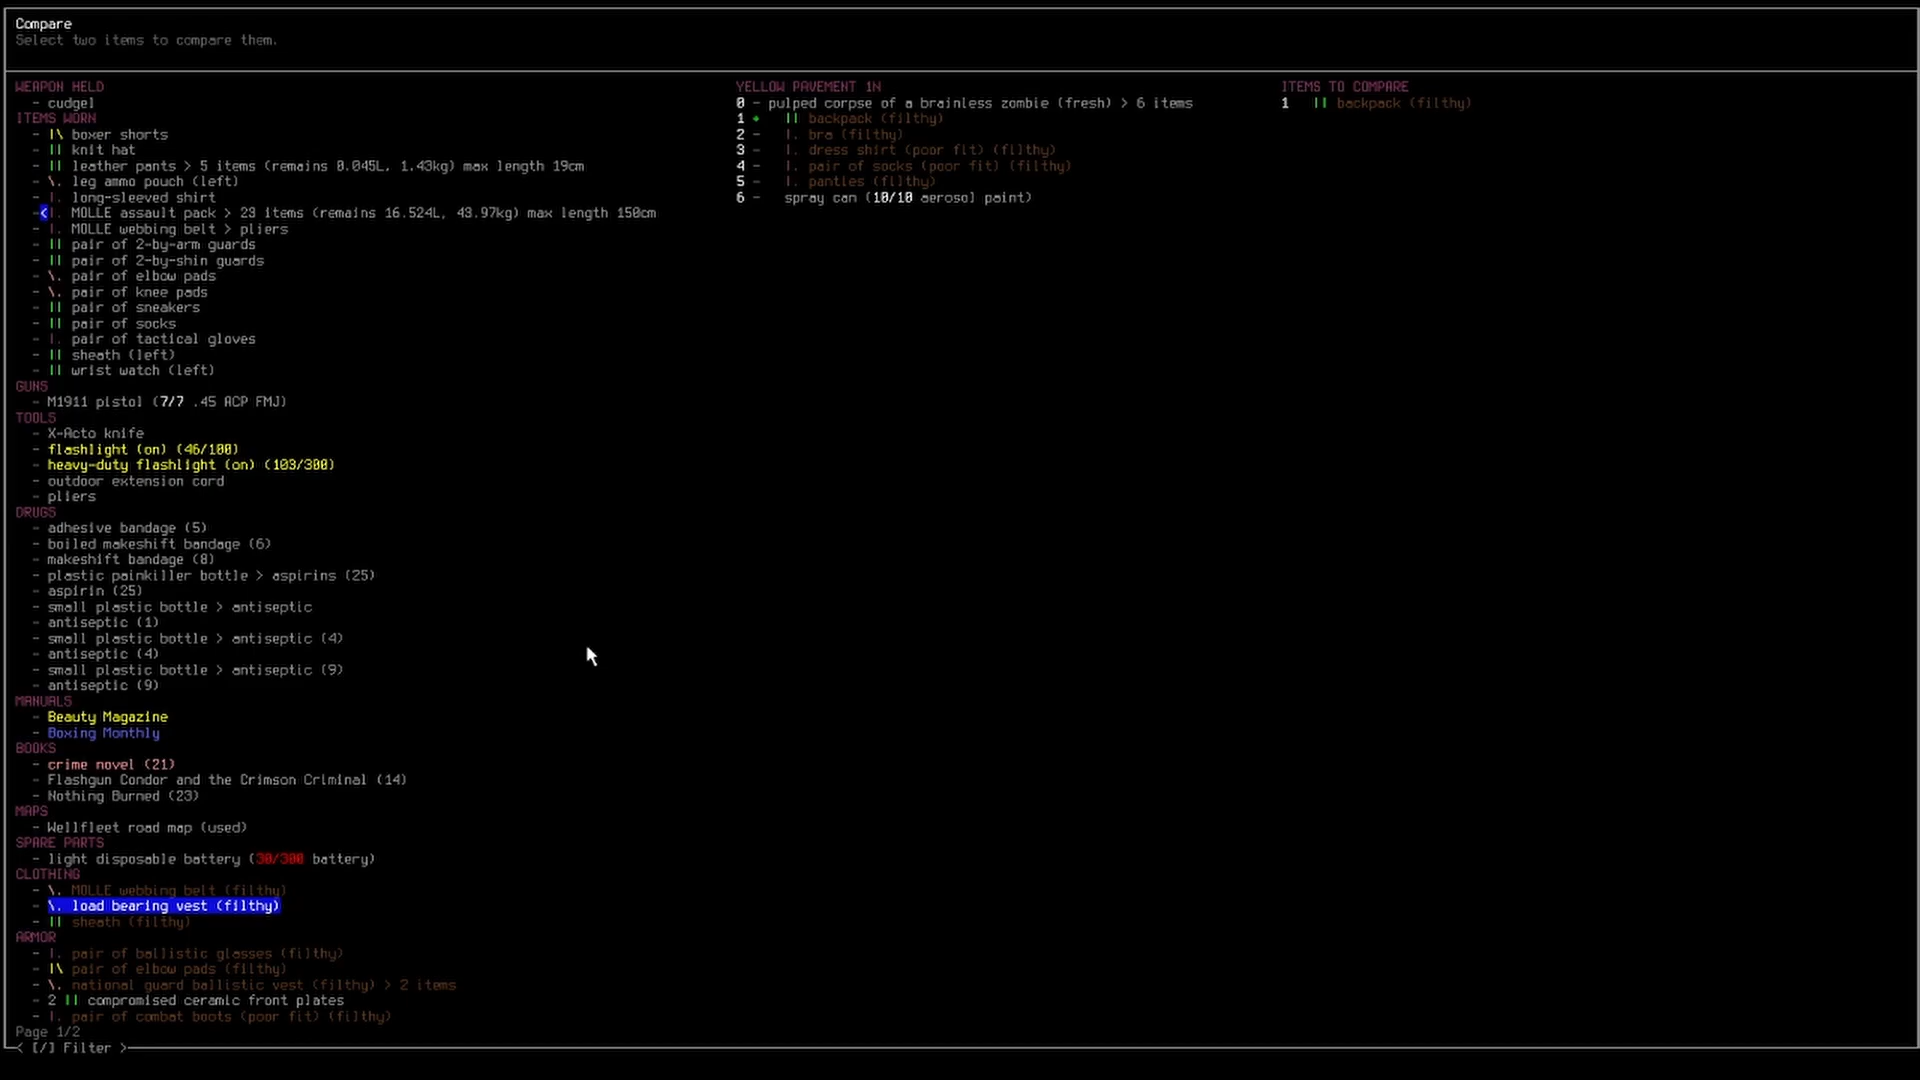 Compare
Select two items to compare them.
WEAPON HELD
- cudgel
ITEMS WORN
- |\ boxer shorts
- || knit hat
- || leather pants > 5 items (remains 0.045L, 1.43kg) max length 19cm
- \. leg ammo pouch (left)
- |. long-sleeved shirt
-<|. MOLLE assault pack > 23 items (remains 16.524L, 43.97kg) max length 150cm
- |. MOLLE webbing belt > pliers
- || pair of 2-by-arm guards
- || pair of 2-by-shin guards
- \. pair of elbow pads
- \. pair of knee pads
- || pair of sneakers
- || pair of socks
- |. pair of tactical gloves
- || sheath (left)
- || wrist watch (left)
GUNS
- M1911 pistol (7/7 .45 ACP FMJ)
TOOLS
- X-Acto knife
- flashlight (on) (46/100)
- heavy-duty flashlight (on) (103/300)
- outdoor extension cord
- pliers
DRUGS
- adhesive bandage (5)
- boiled makeshift bandage (6)
- makeshift bandage (8)
- plastic painkiller bottle > aspirins (25)
- aspirin (25)
- small plastic bottle > antiseptic
- antiseptic (1)
- small plastic bottle > antiseptic (4)
- antiseptic (4)
- small plastic bottle > antiseptic (9)
- antiseptic (9)
MANUALS
- Beauty Magazine
- Boxing Monthly
BOOKS
- crime novel (21)
- Flashgun Condor and the Crimson Criminal (14)
- Nothing Burned (23)
MAPS
- Wellfleet road map (used)
SPARE PARTS
- light disposable battery (30/300 battery)
CLOTHING
- \. MOLLE webbing belt (filthy)
- \. load bearing vest (filthy)
- || sheath (filthy)
ARMOR
- |. pair of ballistic glasses (filthy)
- |\ pair of elbow pads (filthy)
- \. national guard ballistic vest (filthy) > 2 items
- 2 || compromised ceramic front plates
- |. pair of combat boots (poor fit) (filthy)
Page 1/2
< [/] Filter >
YELLOW PAVEMENT 1N
0 - pulped corpse of a brainless zombie (fresh) > 6 items
1 + || backpack (filthy)
2 - |. bra (filthy)
3 - |. dress shirt (poor fit) (filthy)
4 - |. pair of socks (poor fit) (filthy)
5 - |. panties (filthy)
6 - spray can (10/10 aerosol paint)
ITEMS TO COMPARE
1 || backpack (filthy)